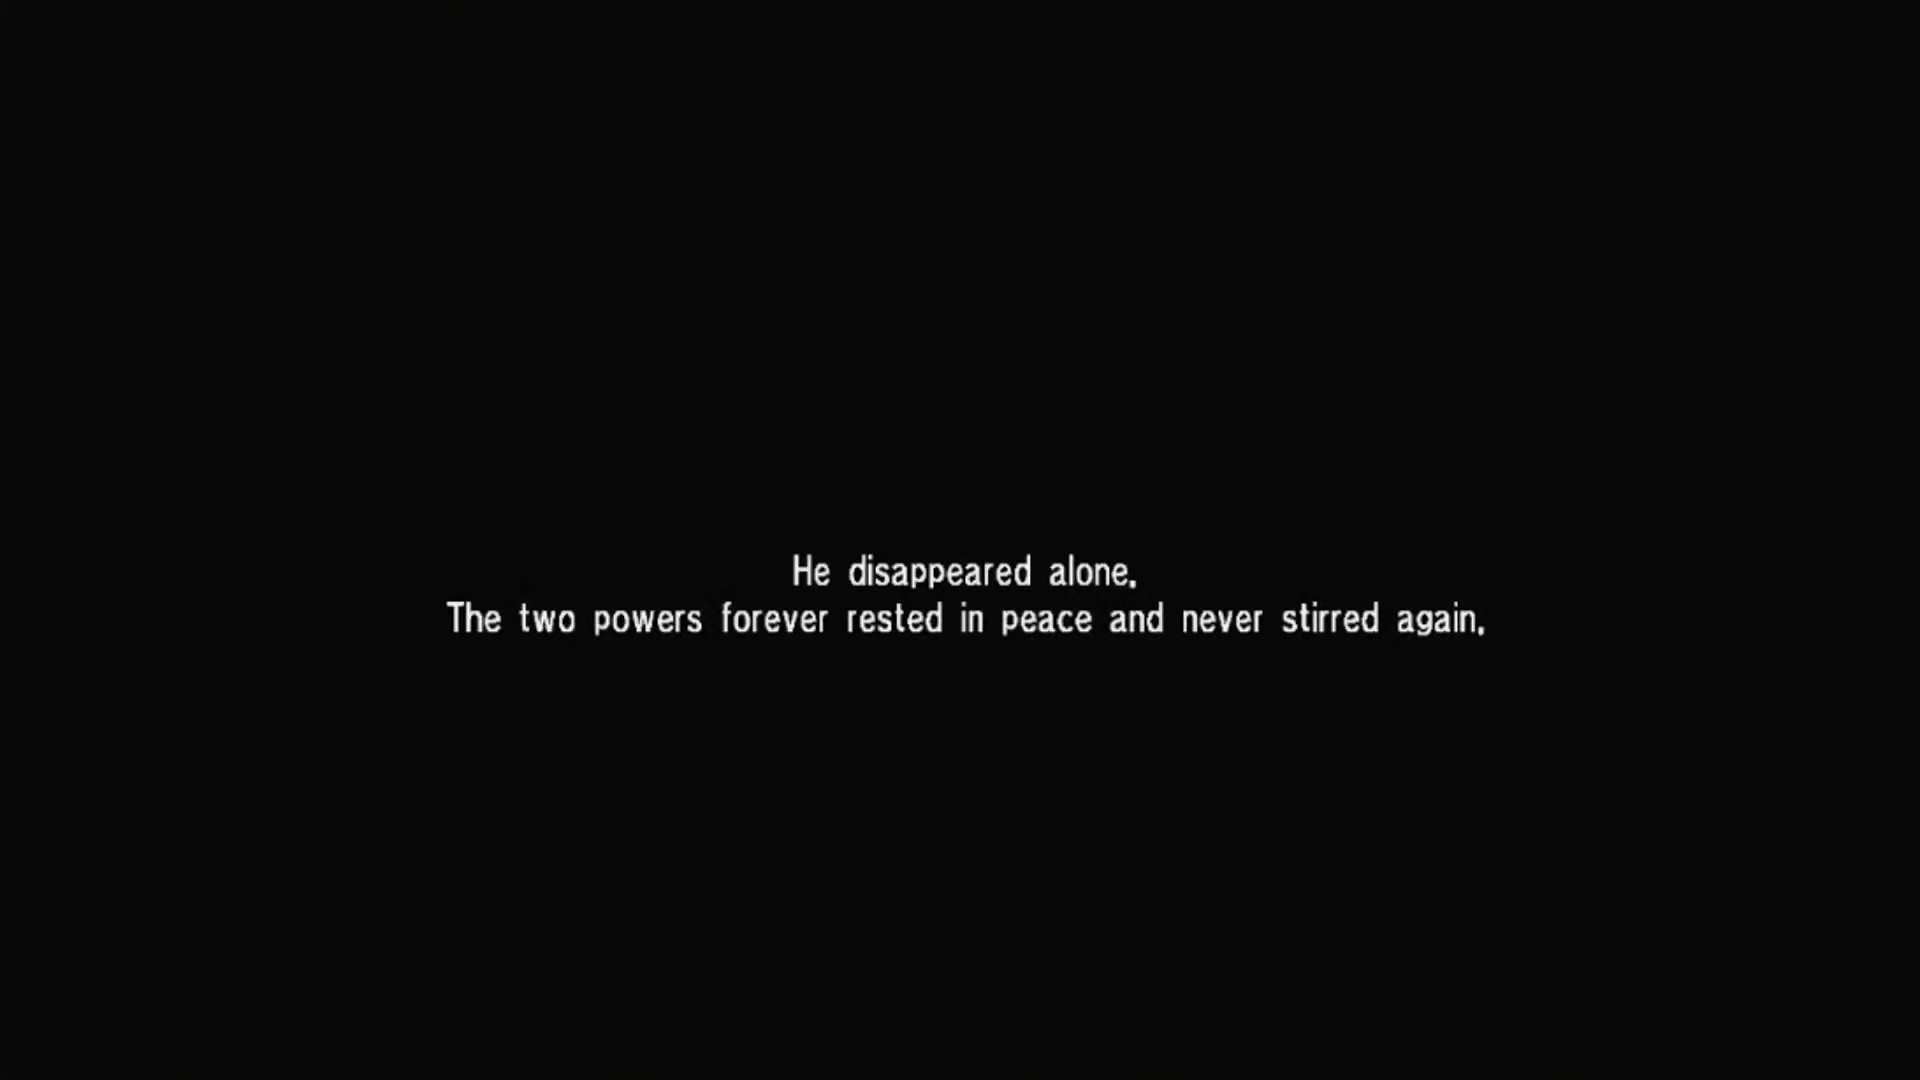 He disappeared alone.
The two powers forever rested in peace and never stirred again.